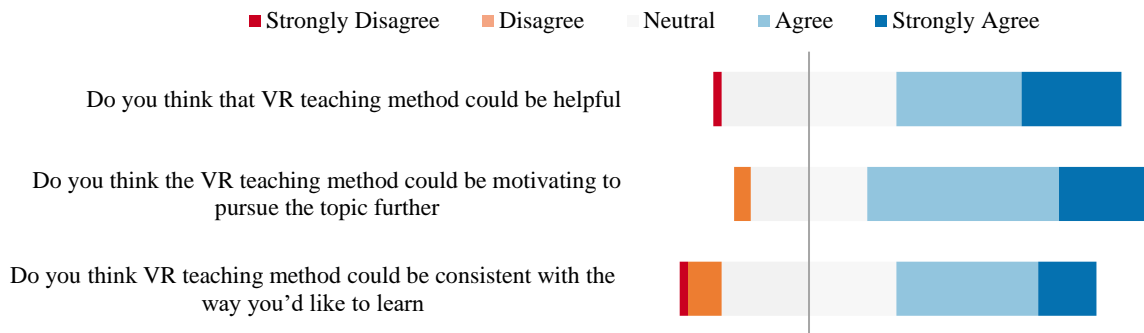 Strongly Disagree Disagree Neutral Agree Strongly Agree
Do you think that VR teaching method could be helpful
Do you think the VR teaching method could be motivating to
pursue the topic further
Do you think VR teaching method could be consistent with the
way you’d like to learn